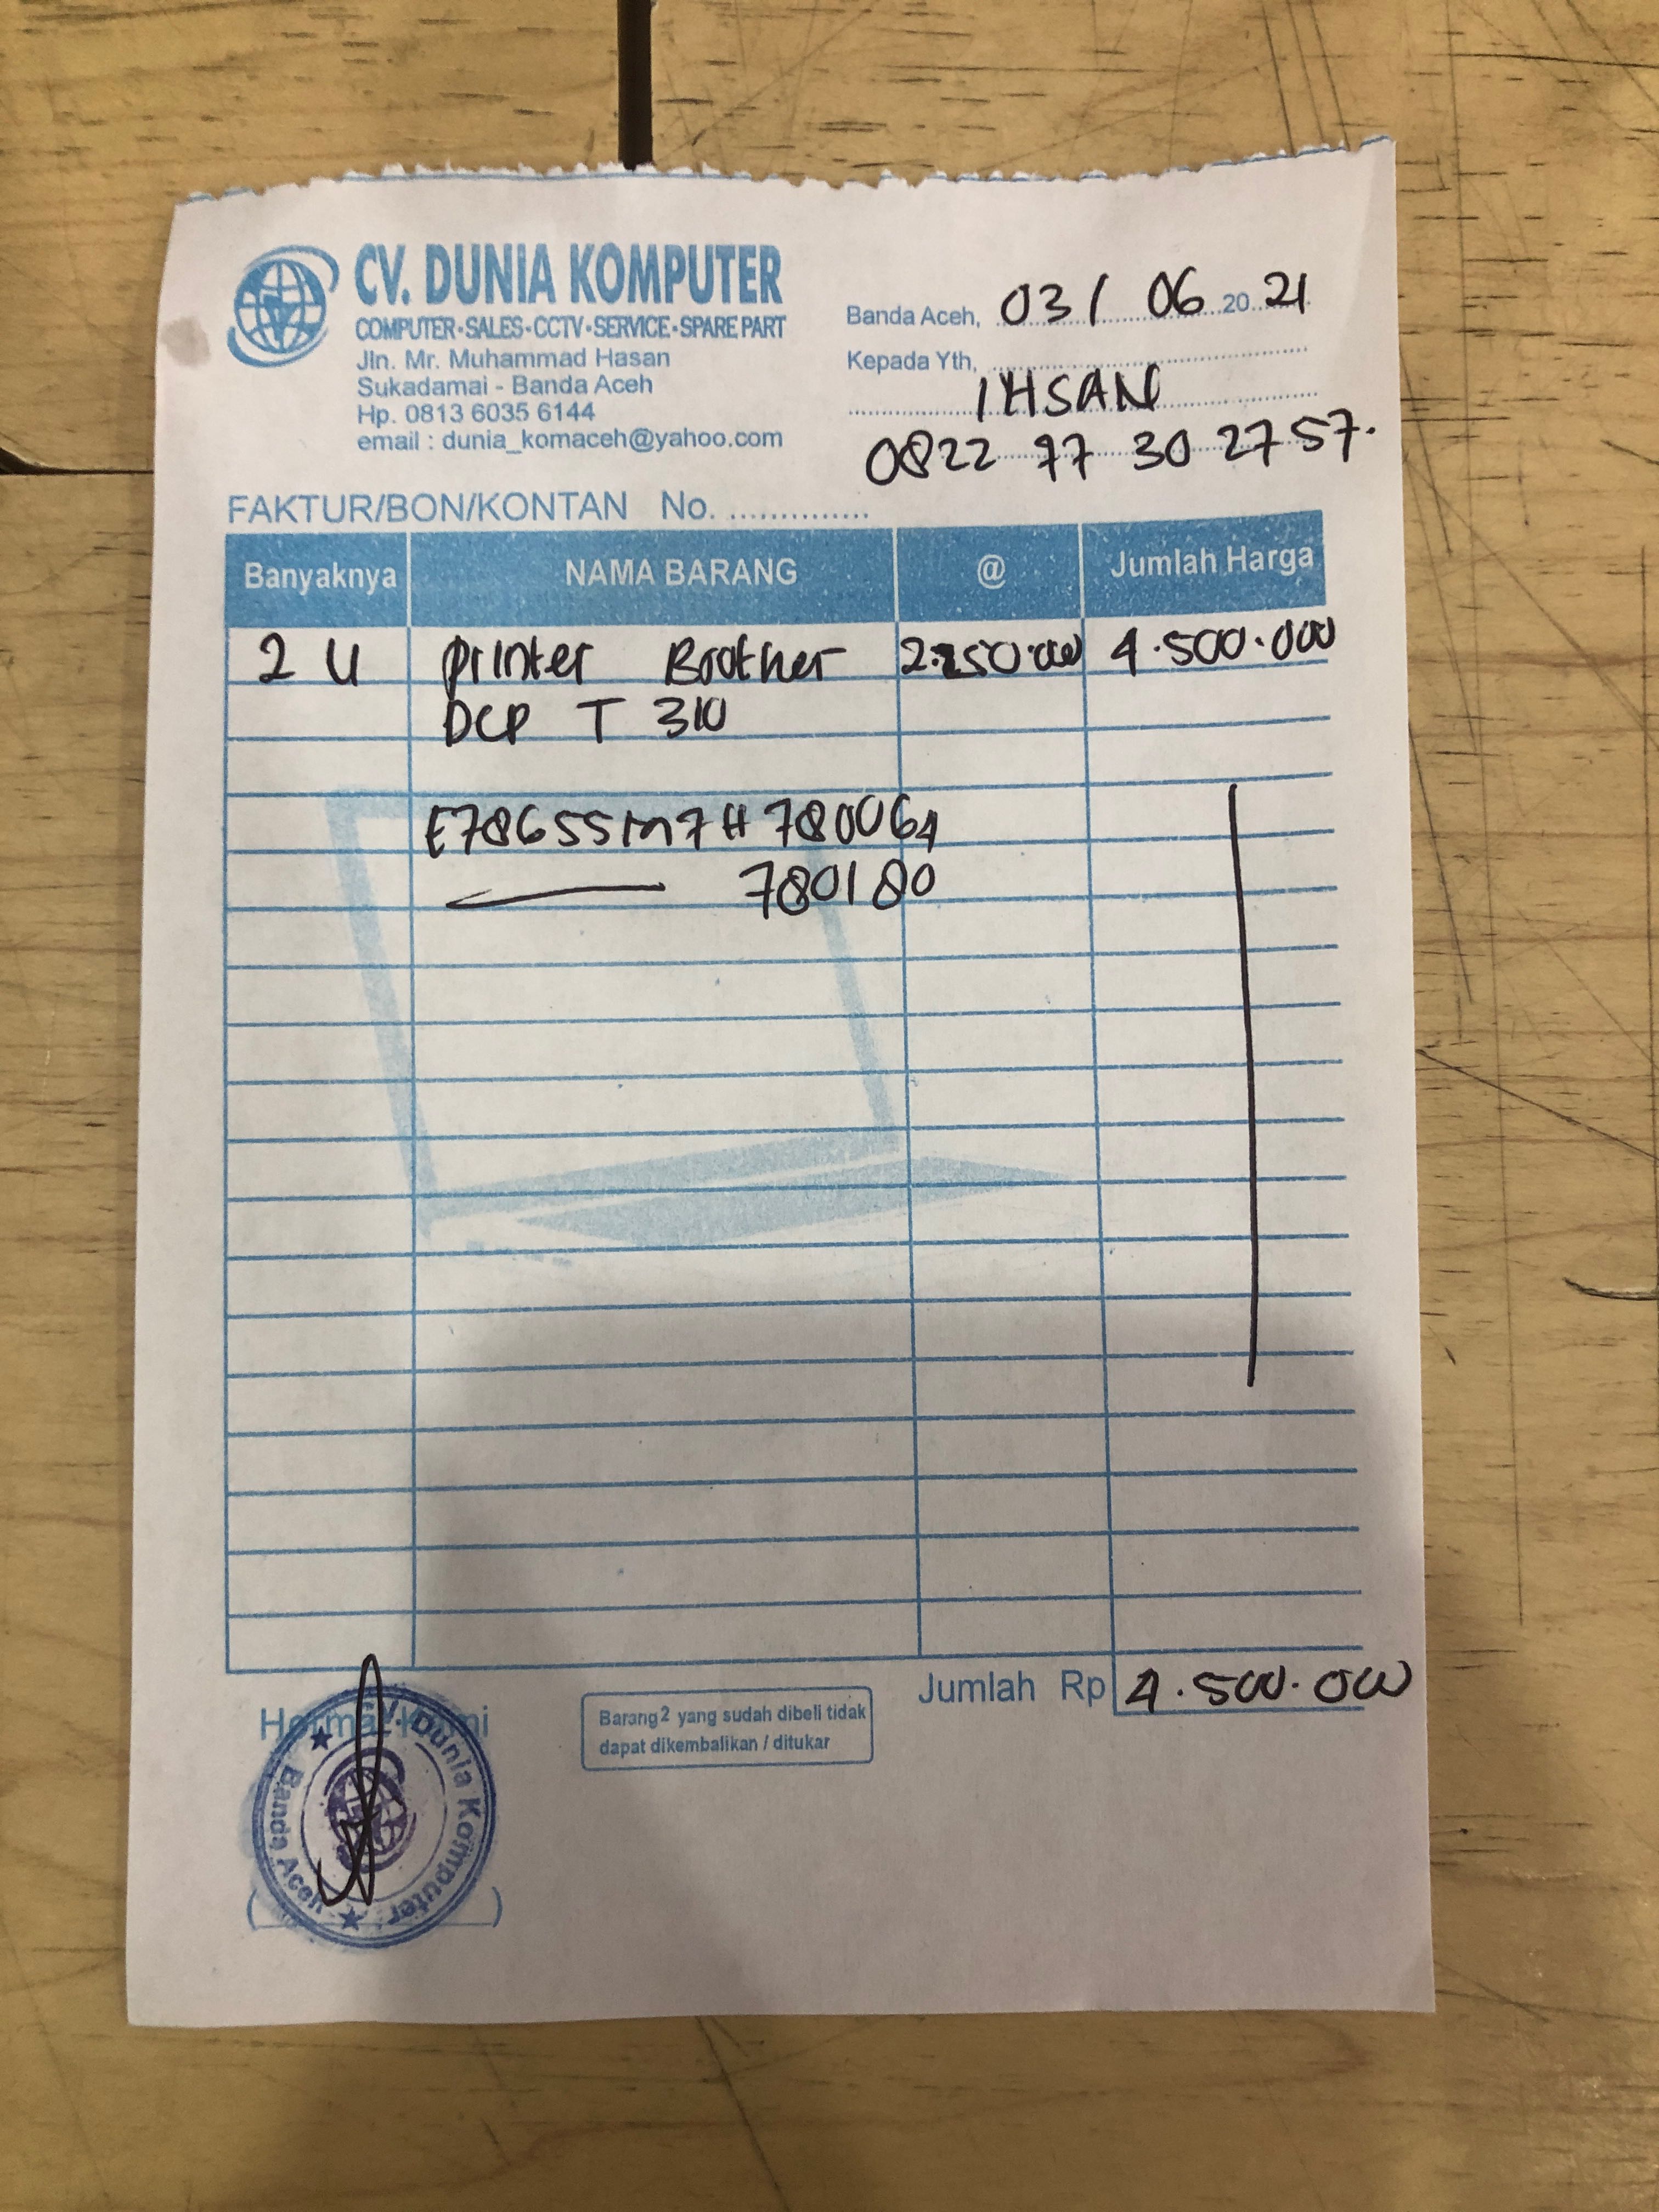 CV. DUNIA KOMPUTER
COMPUTER • SALES • CCTV • SERVICE • SPARE PART
Jln. Mr. Muhammad Hasan
Sukadamai - Banda Aceh
Hp. 0813 6035 6144
email : dunia_komaceh@yahoo.com
Banda Aceh, 03 / 06 20 21
Kepada Yth,
IHSAN
0822 77 30 27 57.
FAKTUR/BON/KONTAN No. ..............
Banyaknya NAMA BARANG @ Jumlah Harga
2 U Printer Brother 2.250.000 4.500.000
DCP T 310
E78655M7H780064
780180
Jumlah Rp 4.500.000
Hormat Kami
Barang2 yang sudah dibeli tidak
dapat dikembalikan / ditukar
CV. Dunia Komputer
Banda Aceh